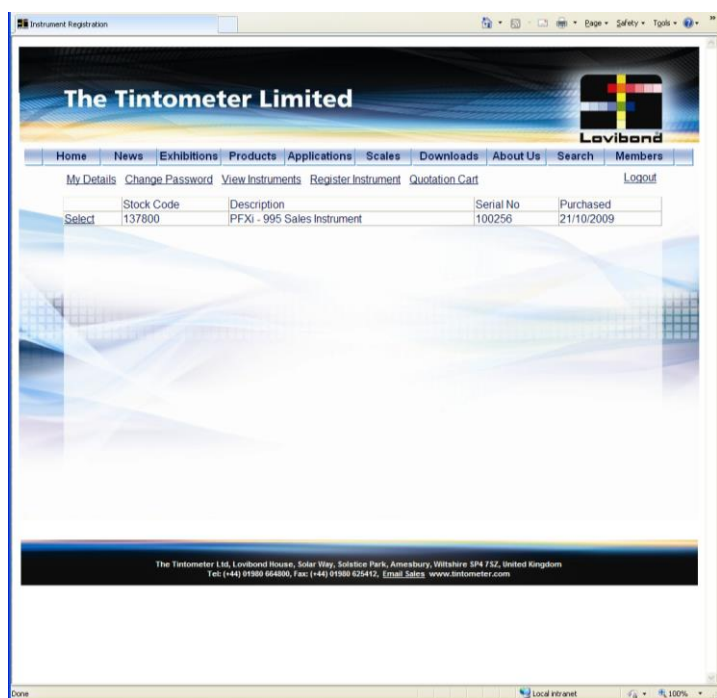 Instrument Registration
Page Safety Tools
The Tintometer Limited
Lovibond
Home News Exhibitions Products Applications Scales Downloads About Us Search Members
My Details Change Password View Instruments Register Instrument Quotation Cart Logout
Stock Code Description Serial No Purchased
Select 137800 PFXi - 995 Sales Instrument 100256 21/10/2009
The Tintometer Ltd, Lovibond House, Solar Way, Solstice Park, Amesbury, Wiltshire SP4 7SZ, United Kingdom
Tel: (+44) 01980 664800, Fax: (+44) 01980 625412, Email Sales www.tintometer.com
Done Local intranet 100%